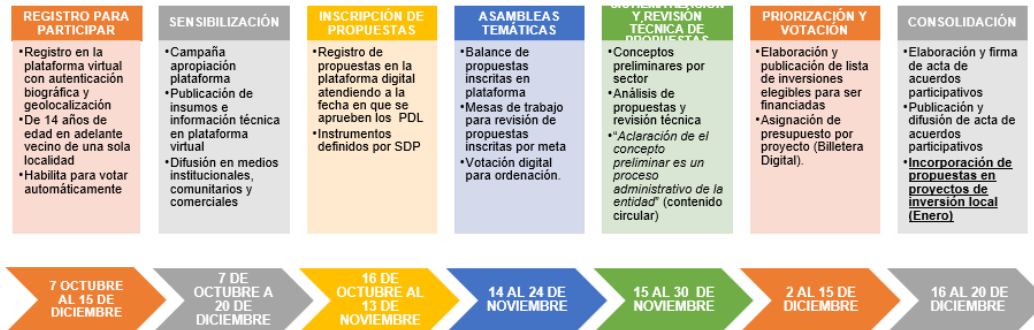 REGISTRO PARA
PARTICIPAR
•Registro en la
plataforma virtual
con autenticación
biográfica y
geolocalización
•De 14 años de
edad en adelante
vecino de una sola
localidad
•Habilita para votar
automáticamente
SENSIBILIZACIÓN
•Campaña
apropiación
plataforma
•Publicación de
insumos e
información técnica
en plataforma
virtual
•Difusión en medios
institucionales,
comunitarios y
comerciales
INSCRIPCIÓN DE
PROPUESTAS
•Registro de
propuestas en la
plataforma digital
atendiendo a la
fecha en que se
aprueben los PDL
•Instrumentos
definidos por SDP
ASAMBLEAS
TEMÁTICAS
•Balance de
propuestas
inscritas en
plataforma
•Mesas de trabajo
para revisión de
propuestas
inscritas por meta
•Votación digital
para ordenación.
SISTEMATIZACIÓN
Y REVISIÓN
TÉCNICA DE
PROPUESTAS
•Conceptos
preliminares por
sector
•Análisis de
propuestas y
revisión técnica
•“Aclaración de el
concepto
preliminar es un
proceso
administrativo de la
entidad” (contenido
circular)
PRIORIZACIÓN Y
VOTACIÓN
•Elaboración y
publicación de lista
de inversiones
elegibles para ser
financiadas
•Asignación de
presupuesto por
proyecto (Billetera
Digital).
CONSOLIDACIÓN
•Elaboración y firma
de acta de
acuerdos
participativos
•Publicación y
difusión de acta de
acuerdos
participativos
•Incorporación de
propuestas en
proyectos de
inversión local
(Enero)
7 OCTUBRE
AL 15 DE
DICIEMBRE
7 DE
OCTUBRE A
20 DE
DICIEMBRE
16 DE
OCTUBRE AL
13 DE
NOVIEMBRE
14 AL 24 DE
NOVIEMBRE
15 AL 30 DE
NOVIEMBRE
2 AL 15 DE
DICIEMBRE
16 AL 20 DE
DICIEMBRE